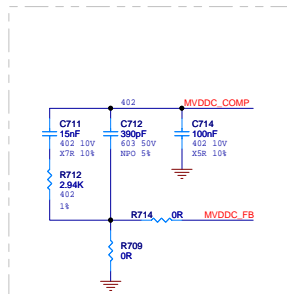 402
MVDDC_COMP
C711
15nF
402 10V
X7R 10%
C712
390pF
603 50V
NPO 5%
C714
100nF
402 10V
X5R 10%
R712
2.94K
402
1%
R714 0R
MVDDC_FB
R709
0R